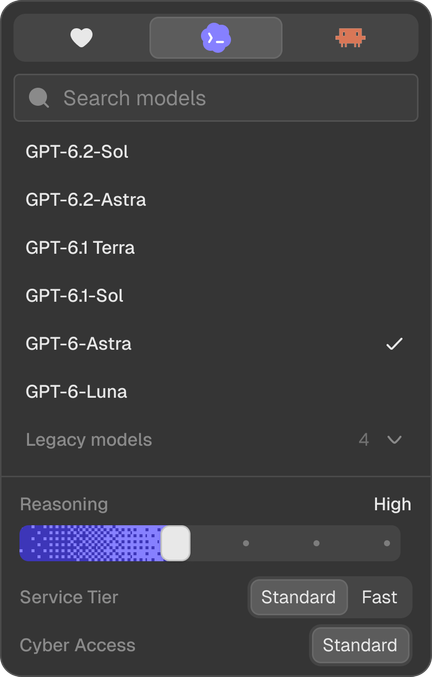 Search models
GPT-6.2-Sol
GPT-6.2-Astra
GPT-6.1 Terra
GPT-6.1-Sol
GPT-6-Astra
GPT-6-Luna
Legacy models 4
Reasoning High
Service Tier Standard Fast
Cyber Access Standard